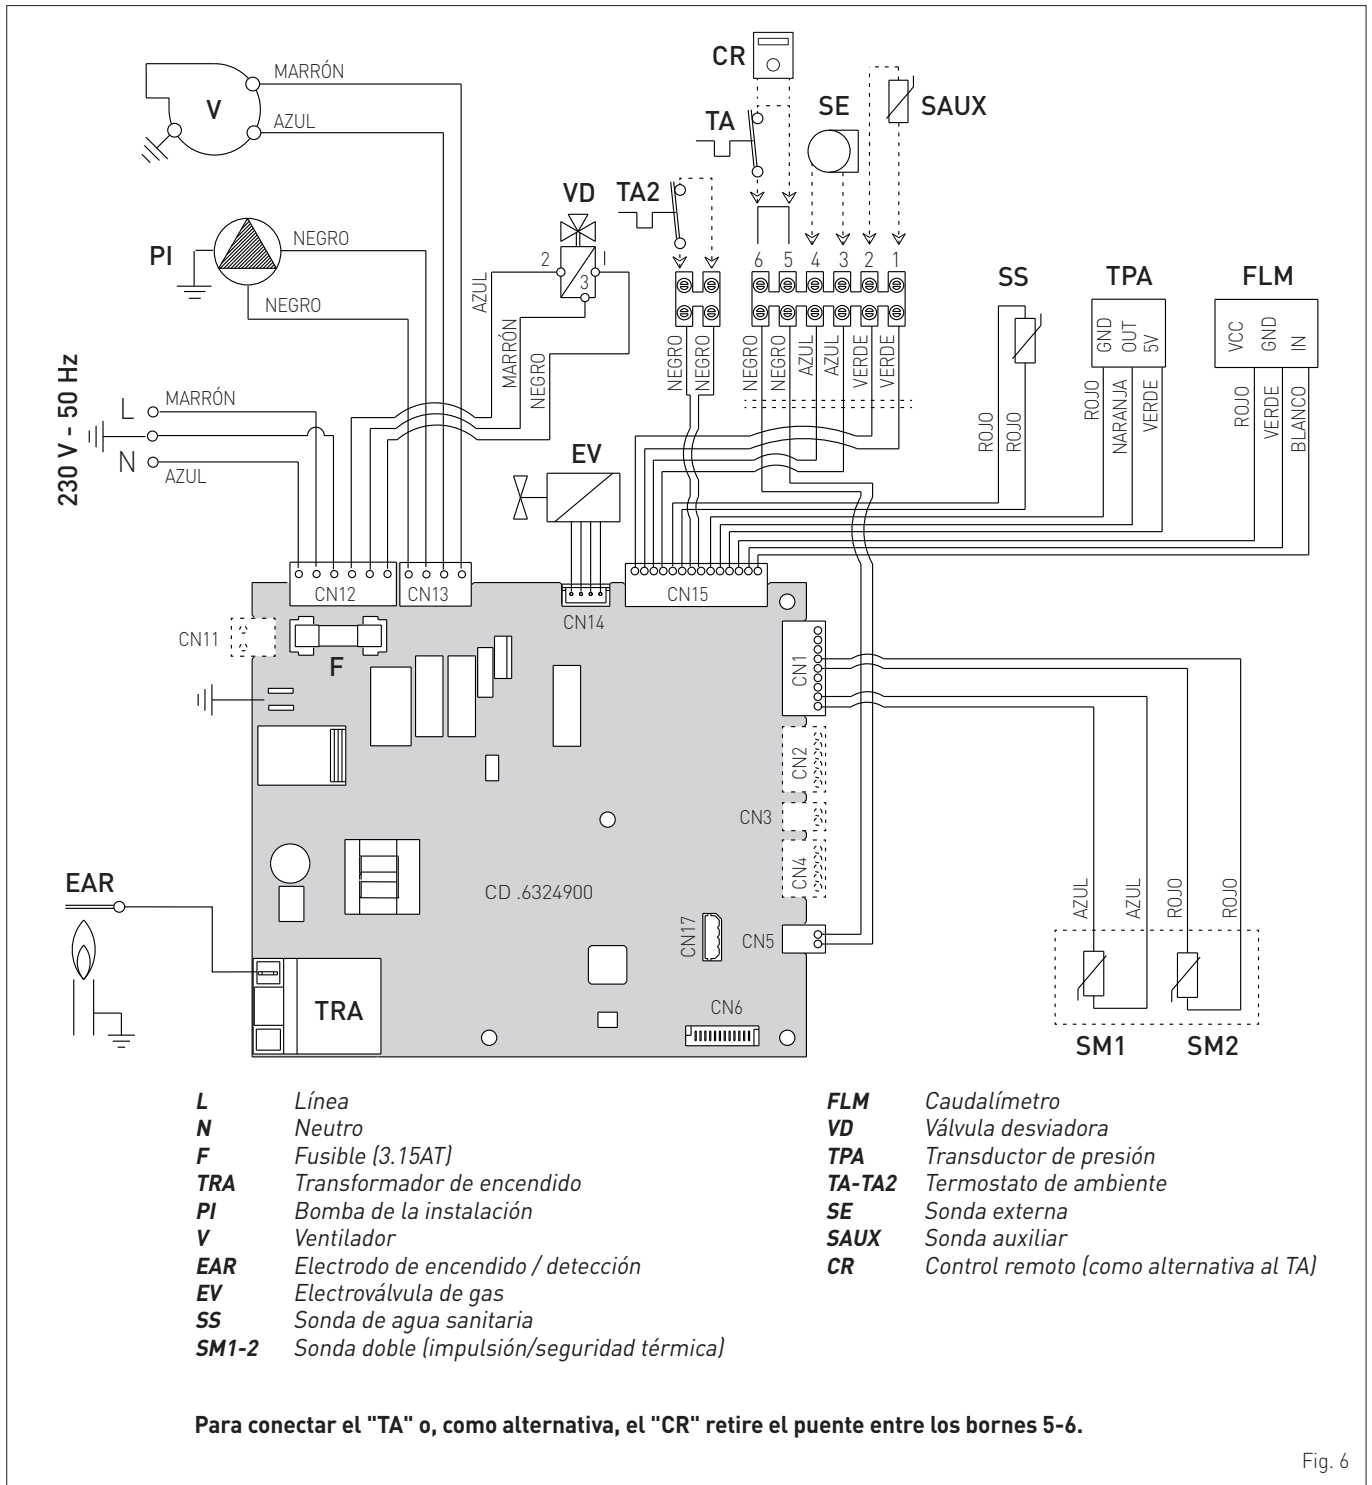 CR
MARRÓN
V
AZUL
TA
SE
SAUX
VD
TA2
PI
NEGRO
NEGRO
2
1
3
6
5
4
3
2
1
SS
TPA
FLM
AZUL
MARRÓN
NEGRO
NEGRO
NEGRO
NEGRO
NEGRO
AZUL
AZUL
VERDE
VERDE
GND
OUT
5V
VCC
GND
IN
ROJO
ROJO
ROJO
NARANJA
VERDE
ROJO
VERDE
BLANCO
230 V - 50 Hz
L
MARRÓN
N
AZUL
EV
CN12
CN13
CN14
CN15
CN11
F
CN1
CN2
CN3
CN4
EAR
CD .6324900
CN17
CN5
AZUL
AZUL
ROJO
ROJO
TRA
CN6
SM1
SM2
L Línea
N Neutro
F Fusible (3.15AT)
TRA Transformador de encendido
PI Bomba de la instalación
V Ventilador
EAR Electrodo de encendido / detección
EV Electroválvula de gas
SS Sonda de agua sanitaria
SM1-2 Sonda doble (impulsión/seguridad térmica)
FLM Caudalímetro
VD Válvula desviadora
TPA Transductor de presión
TA-TA2 Termostato de ambiente
SE Sonda externa
SAUX Sonda auxiliar
CR Control remoto (como alternativa al TA)
Para conectar el "TA" o, como alternativa, el "CR" retire el puente entre los bornes 5-6.
Fig. 6